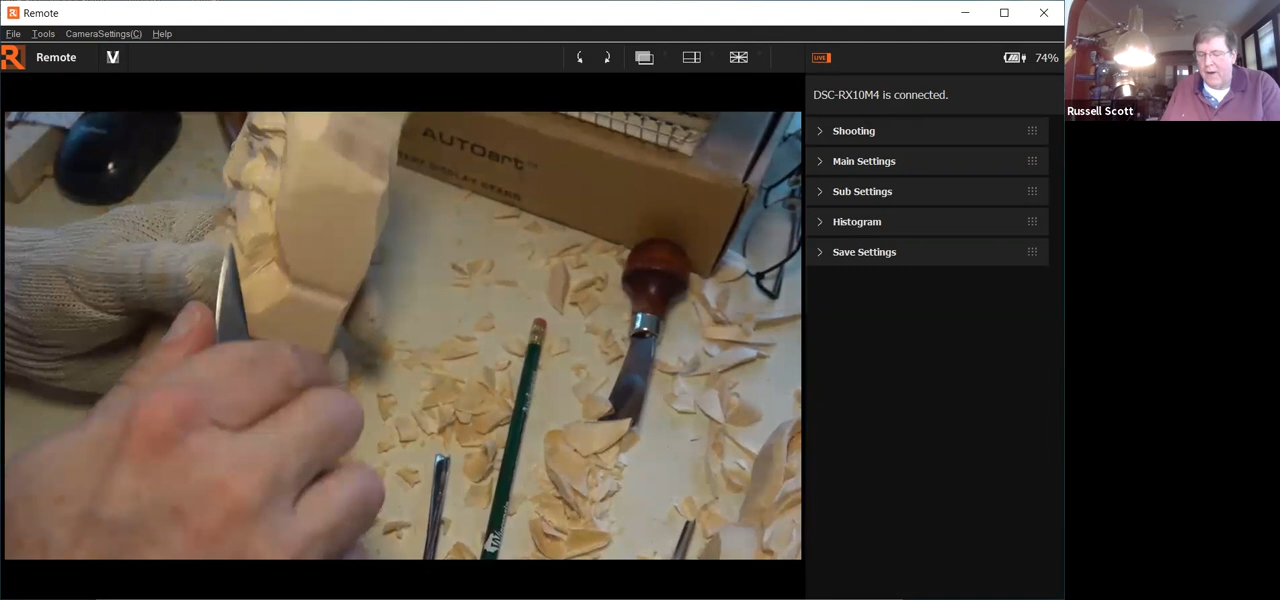 Remote
File Tools CameraSettings(C) Help
Remote
LIVE
74%
DSC-RX10M4 is connected.
Shooting
Main Settings
Sub Settings
Histogram
Save Settings
Russell Scott
AUTOart
DISPLAY